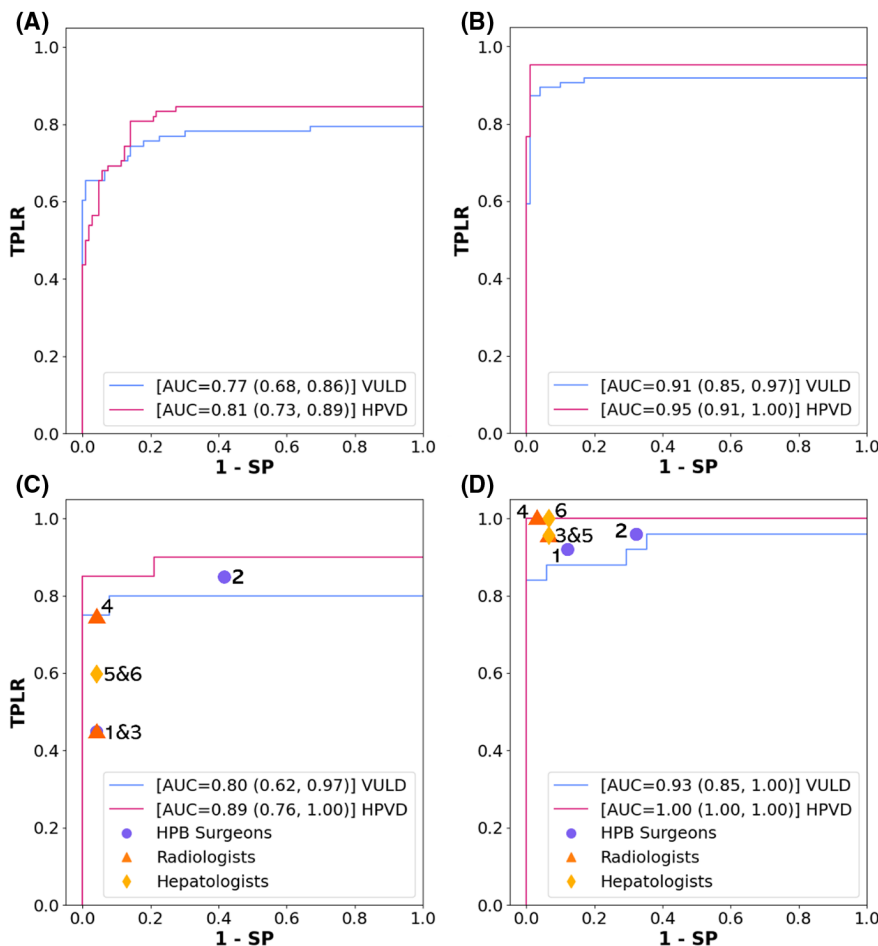 (A)
1.0
0.8
0.6
0.4
0.2
0.0
TPLR
[AUC=0.77 (0.68, 0.86)] VULD
[AUC=0.81 (0.73, 0.89)] HPVD
0.0 0.2 0.4 0.6 0.8 1.0
1 - SP
(B)
1.0
0.8
0.6
0.4
0.2
0.0
TPLR
[AUC=0.91 (0.85, 0.97)] VULD
[AUC=0.95 (0.91, 1.00)] HPVD
0.0 0.2 0.4 0.6 0.8 1.0
1 - SP
(C)
1.0
0.8
0.6
0.4
0.2
0.0
TPLR
2
4
5&6
1&3
[AUC=0.80 (0.62, 0.97)] VULD
[AUC=0.89 (0.76, 1.00)] HPVD
HPB Surgeons
Radiologists
Hepatologists
0.0 0.2 0.4 0.6 0.8 1.0
1 - SP
(D)
1.0
0.8
0.6
0.4
0.2
0.0
TPLR
4 6
3&5
2
1
[AUC=0.93 (0.85, 1.00)] VULD
[AUC=1.00 (1.00, 1.00)] HPVD
HPB Surgeons
Radiologists
Hepatologists
0.0 0.2 0.4 0.6 0.8 1.0
1 - SP